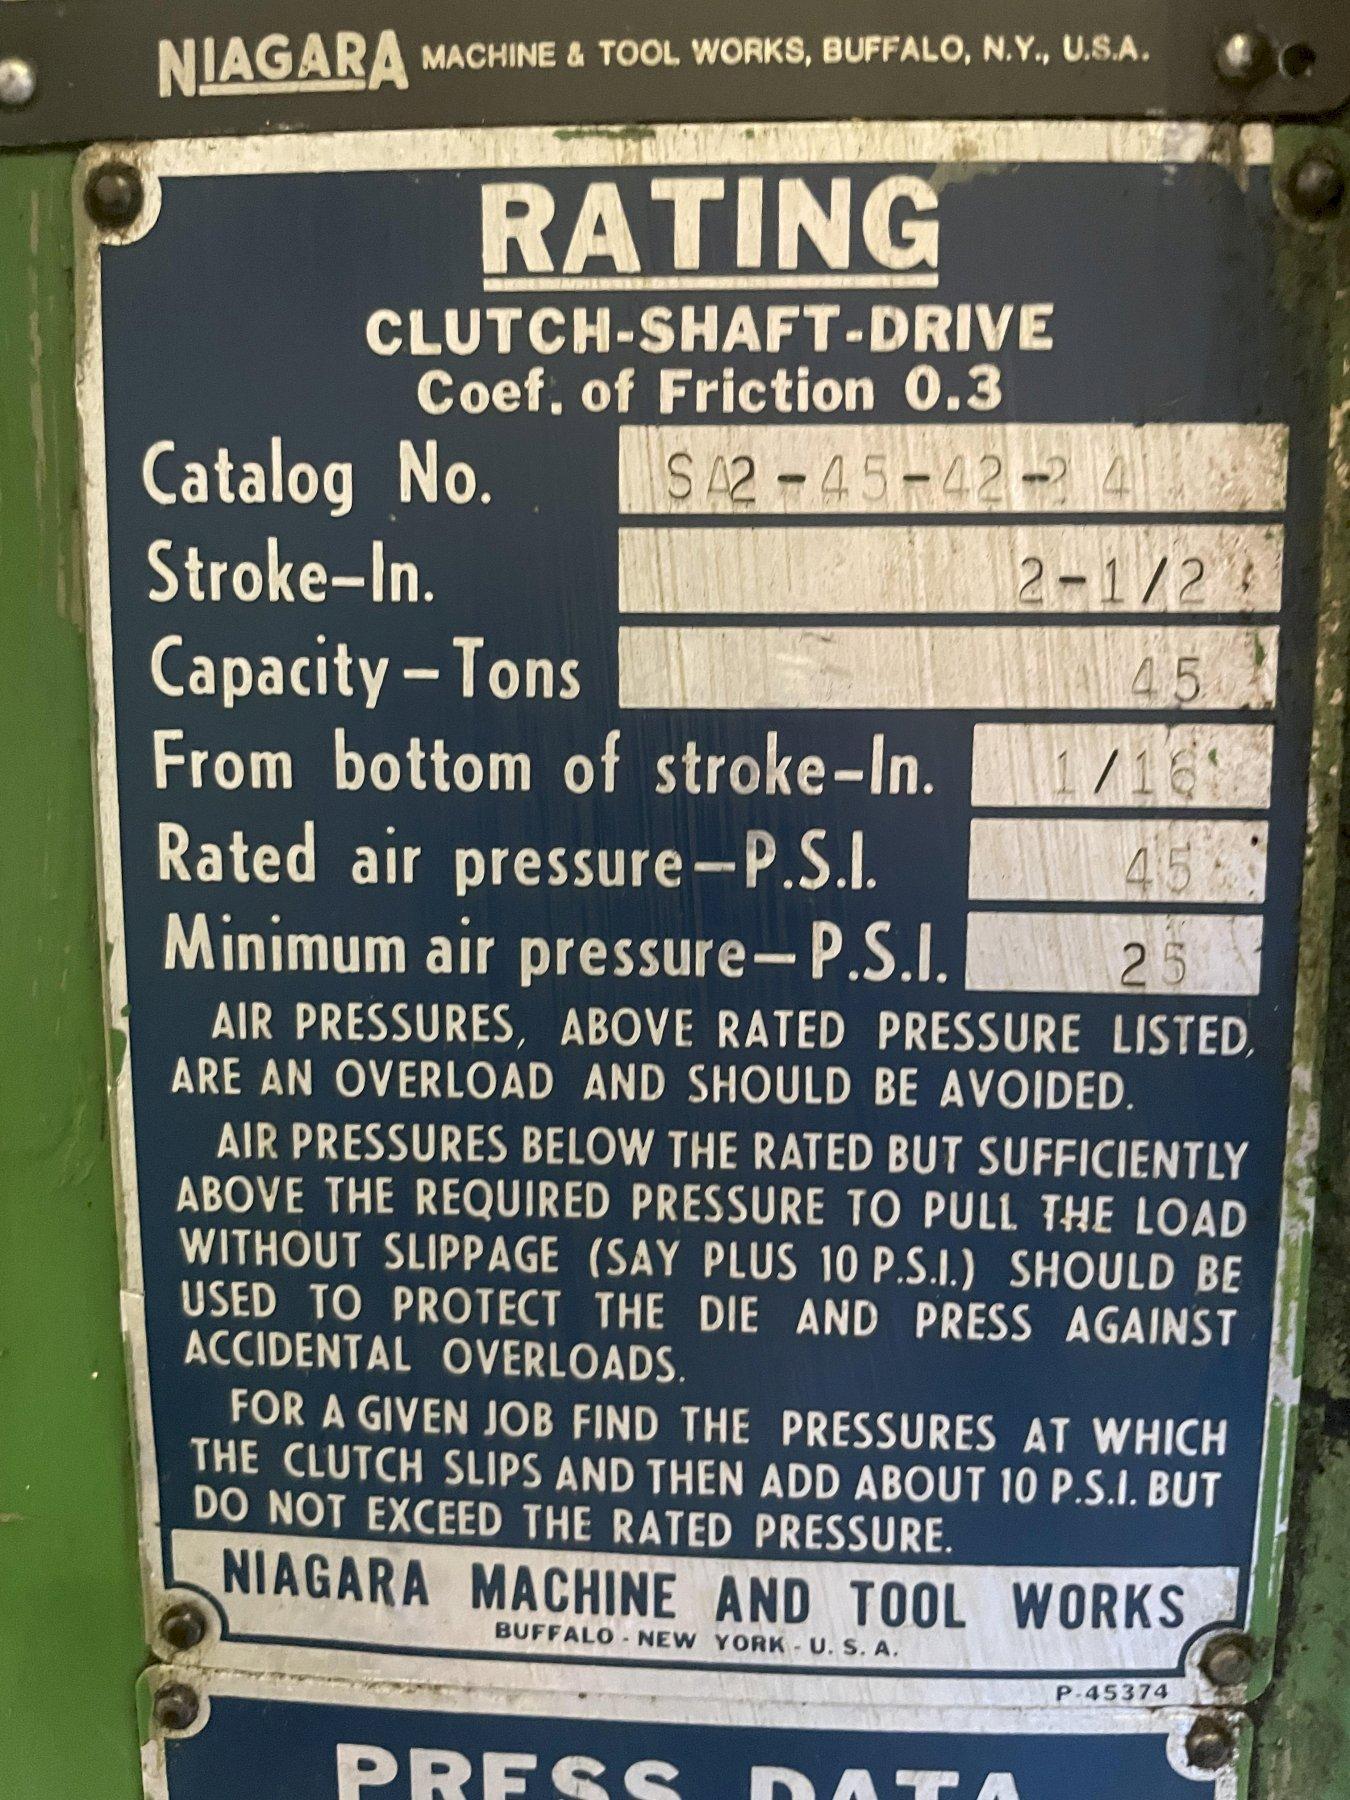 NIAGARA MACHINE & TOOL WORKS, BUFFALO, N.Y., U.S.A.
RATING
CLUTCH-SHAFT-DRIVE
Coef. of Friction 0.3
Catalog No. SA2-45-42-24
Stroke-In. 2-1/2
Capacity - Tons 45
From bottom of stroke-In. 1/16
Rated air pressure-P.S.I. 45
Minimum air pressure-P.S.I. 25
AIR PRESSURES, ABOVE RATED PRESSURE LISTED,
ARE AN OVERLOAD AND SHOULD BE AVOIDED.
AIR PRESSURES BELOW THE RATED BUT SUFFICIENTLY
ABOVE THE REQUIRED PRESSURE TO PULL THE LOAD
WITHOUT SLIPPAGE (SAY PLUS 10 P.S.I.) SHOULD BE
USED TO PROTECT THE DIE AND PRESS AGAINST
ACCIDENTAL OVERLOADS.
FOR A GIVEN JOB FIND THE PRESSURES AT WHICH
THE CLUTCH SLIPS AND THEN ADD ABOUT 10 P.S.I. BUT
DO NOT EXCEED THE RATED PRESSURE.
NIAGARA MACHINE AND TOOL WORKS
BUFFALO - NEW YORK - U. S. A.
P-45374
PRESS DATA